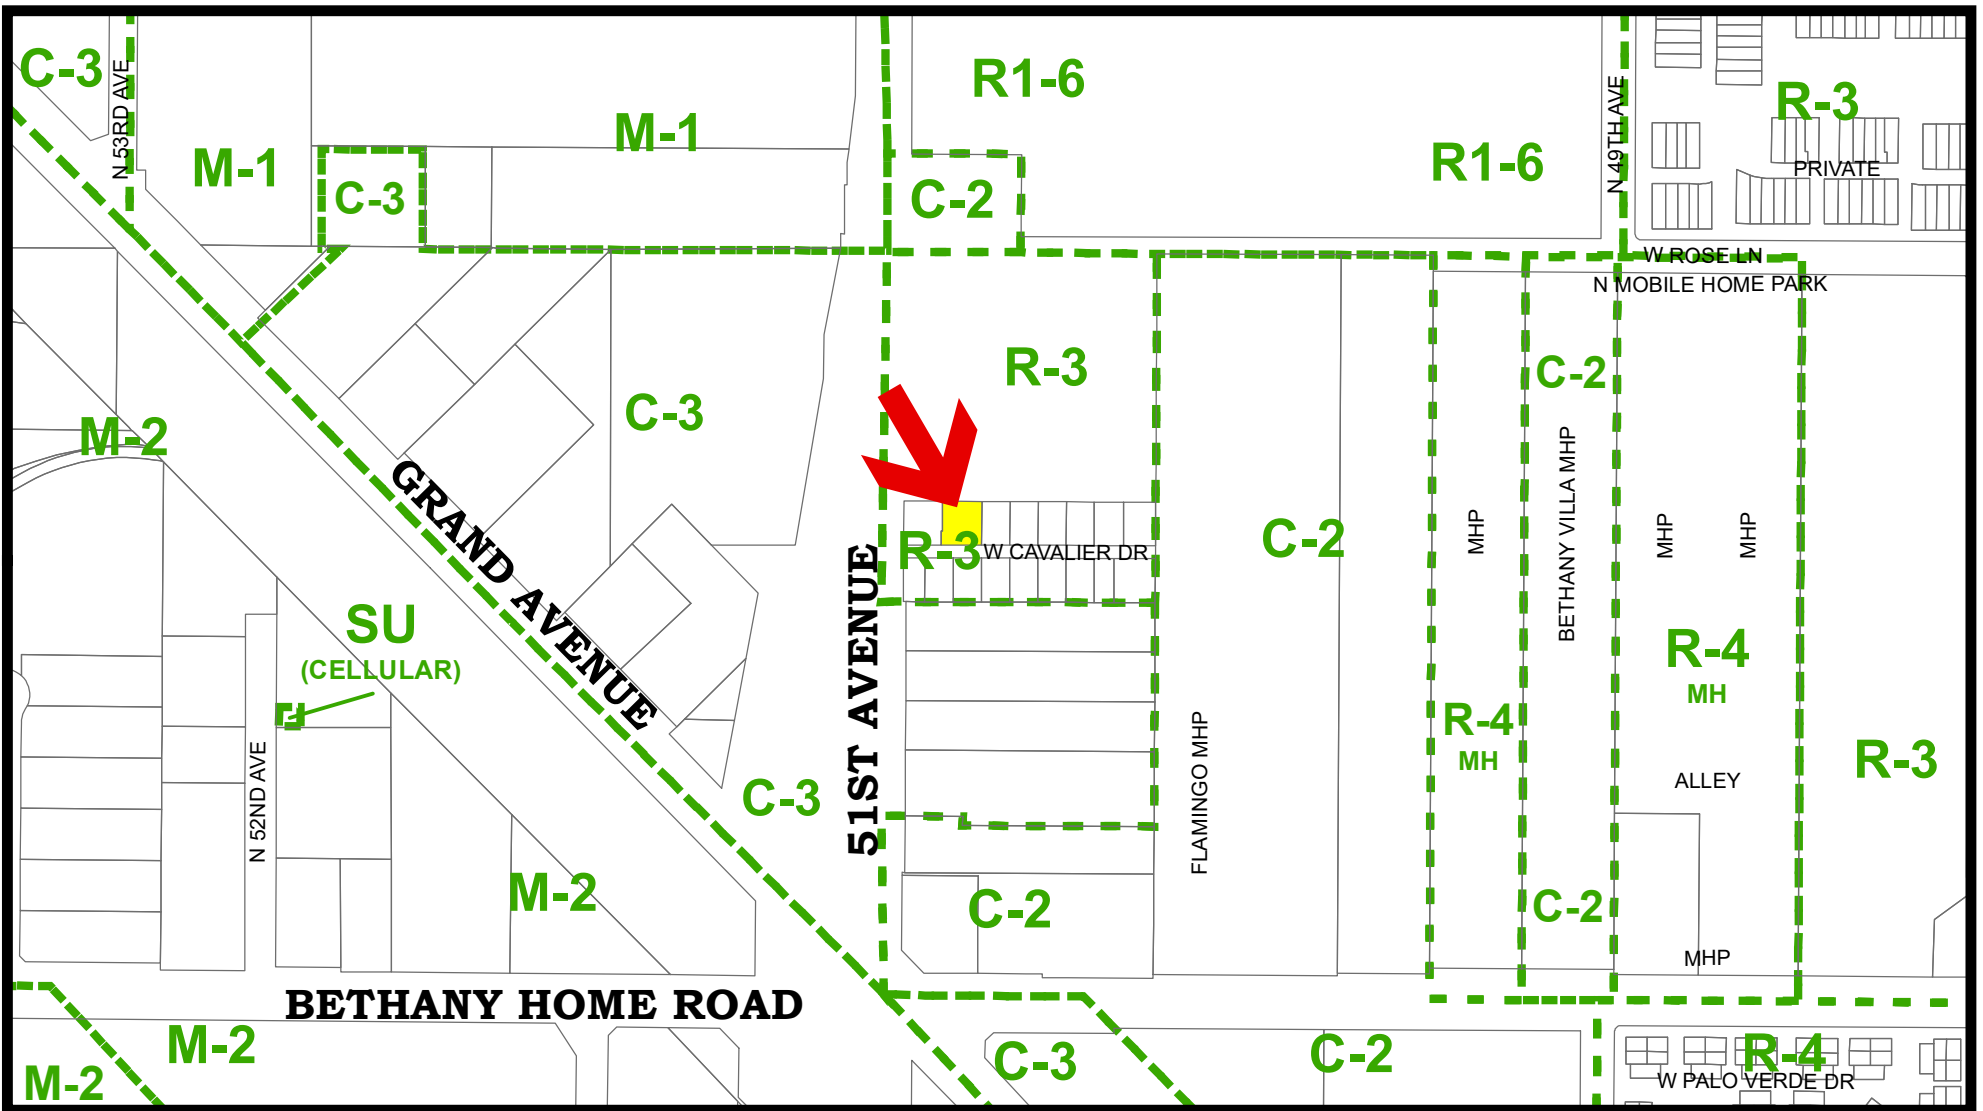 C-3
N 53RD AVE
M-1
M-1
C-3
R1-6
C-2
R1-6
N 49TH AVE
R-3
PRIVATE
W ROSE LN
N MOBILE HOME PARK
R-3
C-2
C-3
M-2
GRAND AVENUE
R-3
W CAVALIER DR
C-2
MHP
BETHANY VILLA MHP
MHP
MHP
51ST AVENUE
SU
(CELLULAR)
R-4
MH
R-4
MH
FLAMINGO MHP
N 52ND AVE
C-3
ALLEY
R-3
M-2
C-2
C-2
MHP
BETHANY HOME ROAD
M-2
M-2
C-3
C-2
R-4
W PALO VERDE DR